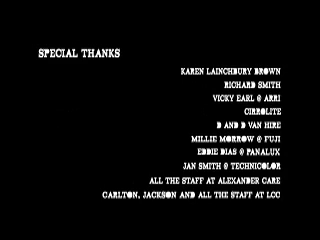 SPECIAL THANKS
KAREN LAINCHBURY BROWN
RICHARD SMITH
VICKY EARL @ ARRI
CIRROLITE
D AND D VAN HIRE
MILLIE MORROW @ FUJI
EDDIE DIAS @ PANALUX
JAN SMITH @ TECHNICOLOR
ALL THE STAFF AT ALEXANDER CARE
CARLTON, JACKSON AND ALL THE STAFF AT LCC